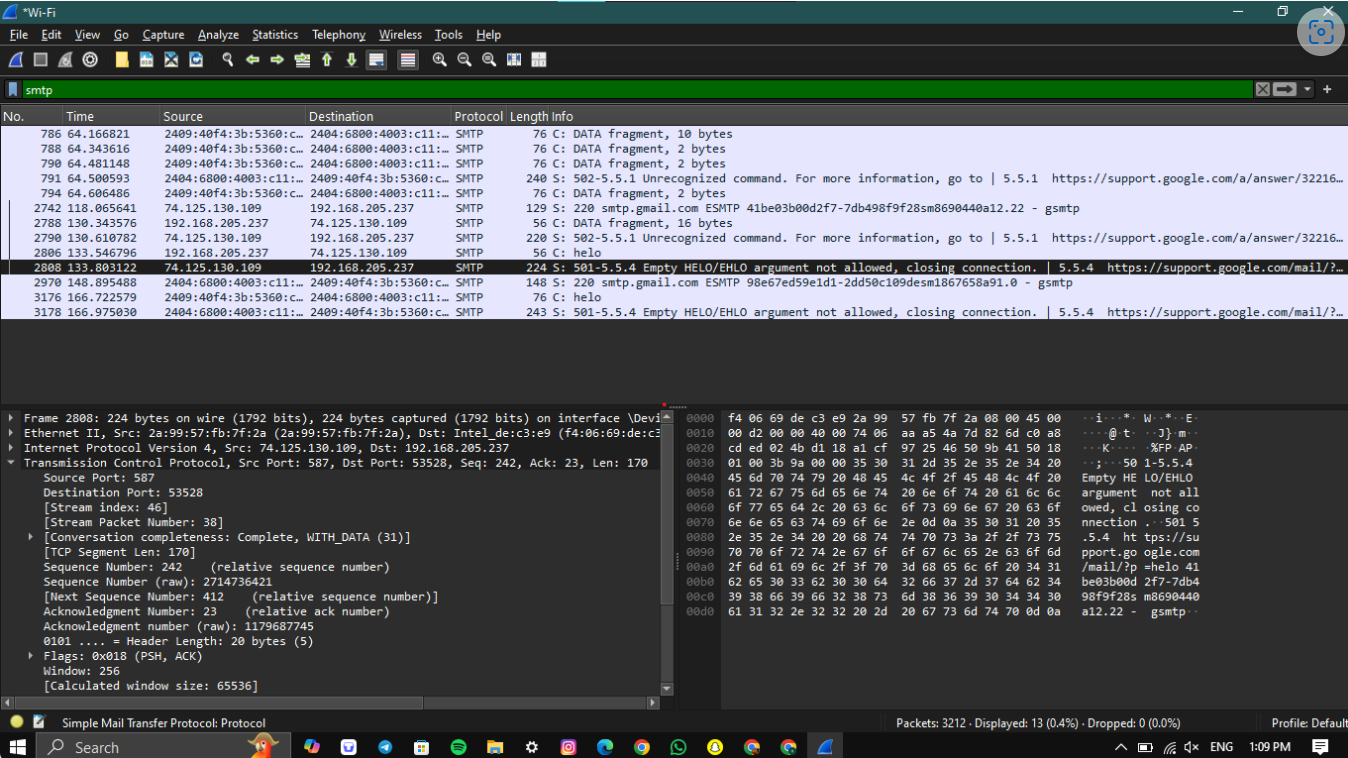 *Wi-Fi
File Edit View Go Capture Analyze Statistics Telephony Wireless Tools Help
smtp
No. Time Source Destination Protocol Length Info
786 64.166821 2409:40f4:3b:5360:c… 2404:6800:4003:c11:… SMTP 76 C: DATA fragment, 10 bytes
788 64.343616 2409:40f4:3b:5360:c… 2404:6800:4003:c11:… SMTP 76 C: DATA fragment, 2 bytes
790 64.481148 2409:40f4:3b:5360:c… 2404:6800:4003:c11:… SMTP 76 C: DATA fragment, 2 bytes
791 64.500593 2404:6800:4003:c11:… 2409:40f4:3b:5360:c… SMTP 240 S: 502-5.5.1 Unrecognized command. For more information, go to | 5.5.1 https://support.google.com/a/answer/32216…
794 64.606486 2409:40f4:3b:5360:c… 2404:6800:4003:c11:… SMTP 76 C: DATA fragment, 2 bytes
2742 118.065641 74.125.130.109 192.168.205.237 SMTP 129 S: 220 smtp.gmail.com ESMTP 41be03b00d2f7-7db498f9f28sm8690440a12.22 - gsmtp
2788 130.343576 192.168.205.237 74.125.130.109 SMTP 56 C: DATA fragment, 16 bytes
2790 130.610782 74.125.130.109 192.168.205.237 SMTP 220 S: 502-5.5.1 Unrecognized command. For more information, go to | 5.5.1 https://support.google.com/a/answer/32216…
2806 133.546796 192.168.205.237 74.125.130.109 SMTP 56 C: helo
2808 133.803122 74.125.130.109 192.168.205.237 SMTP 224 S: 501-5.5.4 Empty HELO/EHLO argument not allowed, closing connection. | 5.5.4 https://support.google.com/mail/?…
2970 148.895488 2404:6800:4003:c11:… 2409:40f4:3b:5360:c… SMTP 148 S: 220 smtp.gmail.com ESMTP 98e67ed59e1d1-2dd50c109desm1867658a91.0 - gsmtp
3176 166.722579 2409:40f4:3b:5360:c… 2404:6800:4003:c11:… SMTP 76 C: helo
3178 166.975030 2404:6800:4003:c11:… 2409:40f4:3b:5360:c… SMTP 243 S: 501-5.5.4 Empty HELO/EHLO argument not allowed, closing connection. | 5.5.4 https://support.google.com/mail/?…
Frame 2808: 224 bytes on wire (1792 bits), 224 bytes captured (1792 bits) on interface \Devi
Ethernet II, Src: 2a:99:57:fb:7f:2a (2a:99:57:fb:7f:2a), Dst: Intel_de:c3:e9 (f4:06:69:de:c3
Internet Protocol Version 4, Src: 74.125.130.109, Dst: 192.168.205.237
Transmission Control Protocol, Src Port: 587, Dst Port: 53528, Seq: 242, Ack: 23, Len: 170
Source Port: 587
Destination Port: 53528
[Stream index: 46]
[Stream Packet Number: 38]
[Conversation completeness: Complete, WITH_DATA (31)]
[TCP Segment Len: 170]
Sequence Number: 242 (relative sequence number)
Sequence Number (raw): 2714736421
[Next Sequence Number: 412 (relative sequence number)]
Acknowledgment Number: 23 (relative ack number)
Acknowledgment number (raw): 1179687745
0101 .... = Header Length: 20 bytes (5)
Flags: 0x018 (PSH, ACK)
Window: 256
[Calculated window size: 65536]
0000 f4 06 69 de c3 e9 2a 99 57 fb 7f 2a 08 00 45 00 ··i···*· W··*··E·
0010 00 d2 00 00 40 00 74 06 aa a5 4a 7d 82 6d c0 a8 ····@·t· ··J}·m··
0020 cd ed 02 4b d1 18 a1 cf 97 25 46 50 9b 41 50 18 ···K···· ·%FP·AP·
0030 01 00 3b 9a 00 00 35 30 31 2d 35 2e 35 2e 34 20 ··;···50 1-5.5.4
0040 45 6d 70 74 79 20 48 45 4c 4f 2f 45 48 4c 4f 20 Empty HE LO/EHLO
0050 61 72 67 75 6d 65 6e 74 20 6e 6f 74 20 61 6c 6c argument not all
0060 6f 77 65 64 2c 20 63 6c 6f 73 69 6e 67 20 63 6f owed, cl osing co
0070 6e 6e 65 63 74 69 6f 6e 2e 0d 0a 35 30 31 20 35 nnection .··501 5
0080 2e 35 2e 34 20 20 68 74 74 70 73 3a 2f 2f 73 75 .5.4 ht tps://su
0090 70 70 6f 72 74 2e 67 6f 6f 67 6c 65 2e 63 6f 6d pport.go ogle.com
00a0 2f 6d 61 69 6c 2f 3f 70 3d 68 65 6c 6f 20 34 31 /mail/?p =helo 41
00b0 62 65 30 33 62 30 30 64 32 66 37 2d 37 64 62 34 be03b00d 2f7-7db4
00c0 39 38 66 39 66 32 38 73 6d 38 36 39 30 34 34 30 98f9f28s m8690440
00d0 61 31 32 2e 32 32 20 2d 20 67 73 6d 74 70 0d 0a a12.22 - gsmtp··
Simple Mail Transfer Protocol: Protocol
Packets: 3212 · Displayed: 13 (0.4%) · Dropped: 0 (0.0%)
Profile: Default
Search
ENG
1:09 PM